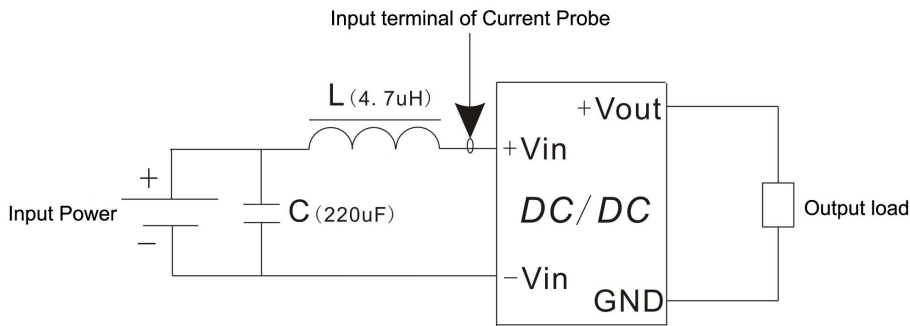 Input terminal of Current Probe
L (4. 7uH)
+Vout
+Vin
+
Input Power
C (220uF)
DC/DC
Output load
−
−Vin
GND